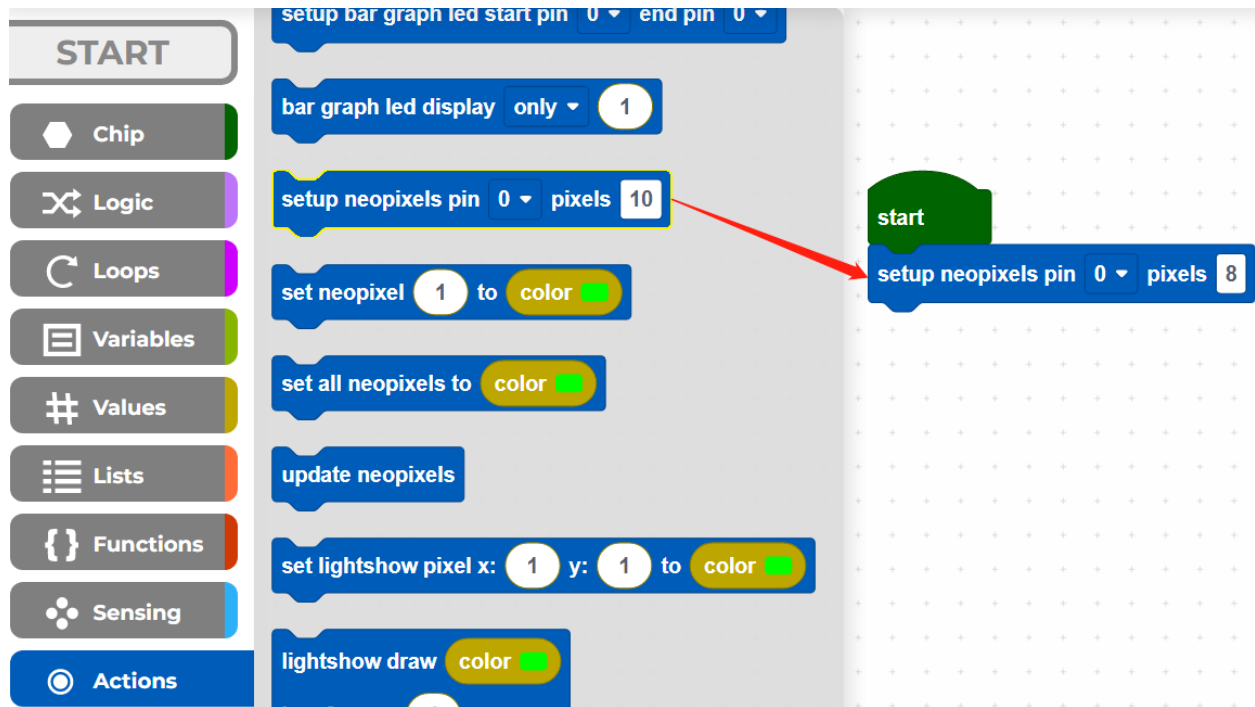 START
Chip
Logic
Loops
Variables
Values
Lists
Functions
Sensing
Actions
setup bar graph led start pin 0 end pin 0
bar graph led display only 1
setup neopixels pin 0 pixels 10
set neopixel 1 to color
set all neopixels to color
update neopixels
set lightshow pixel x: 1 y: 1 to color
lightshow draw color
start
setup neopixels pin 0 pixels 8